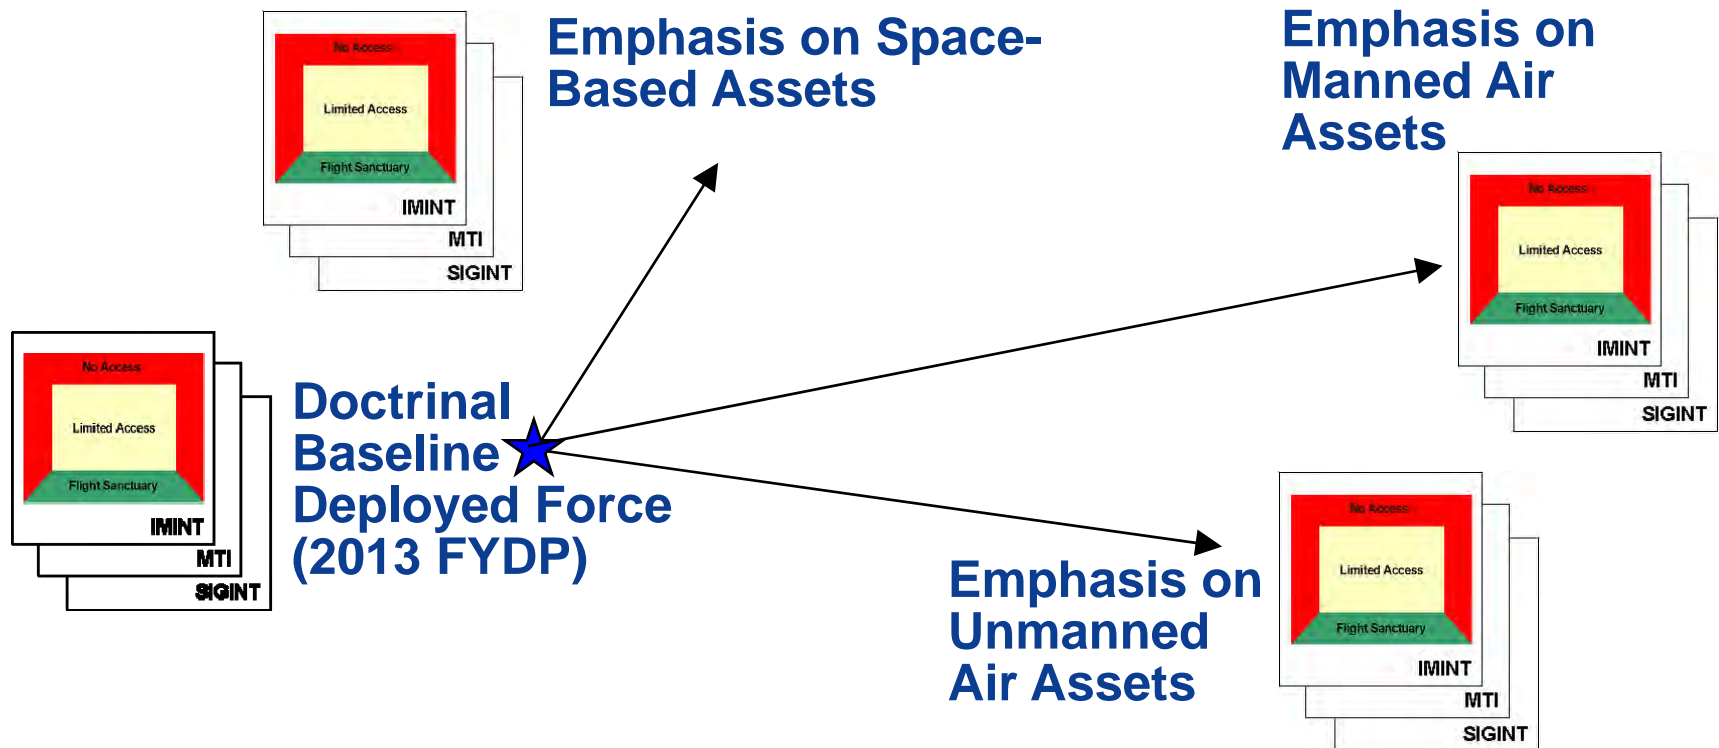 No Access
Limited Access
Flight Sanctuary
IMINT
MTI
SIGINT
Emphasis on Space-
Based Assets
Emphasis on
Manned Air
Assets
No Access
Limited Access
Flight Sanctuary
IMINT
MTI
SIGINT
No Access
Limited Access
Flight Sanctuary
IMINT
MTI
SIGINT
Doctrinal
Baseline
Deployed Force
(2013 FYDP)
Emphasis on
Unmanned
Air Assets
No Access
Limited Access
Flight Sanctuary
IMINT
MTI
SIGINT